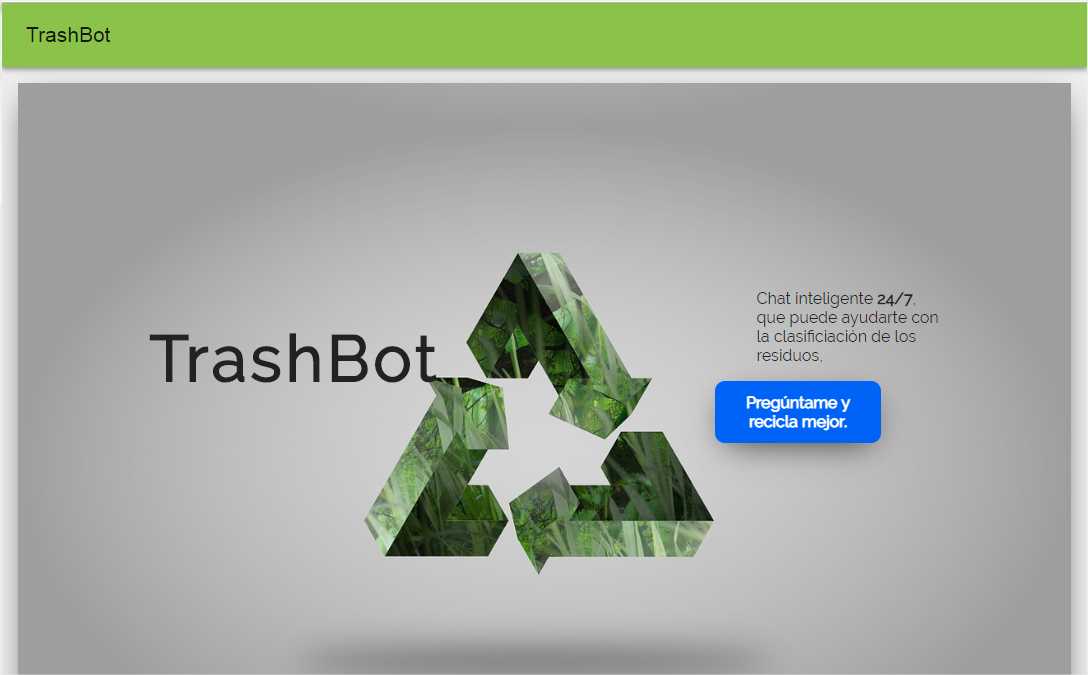 TrashBot
TrashBot
Chat inteligente 24/7,
que puede ayudarte con
la clasificiación de los
residuos,
Pregúntame y
recicla mejor.